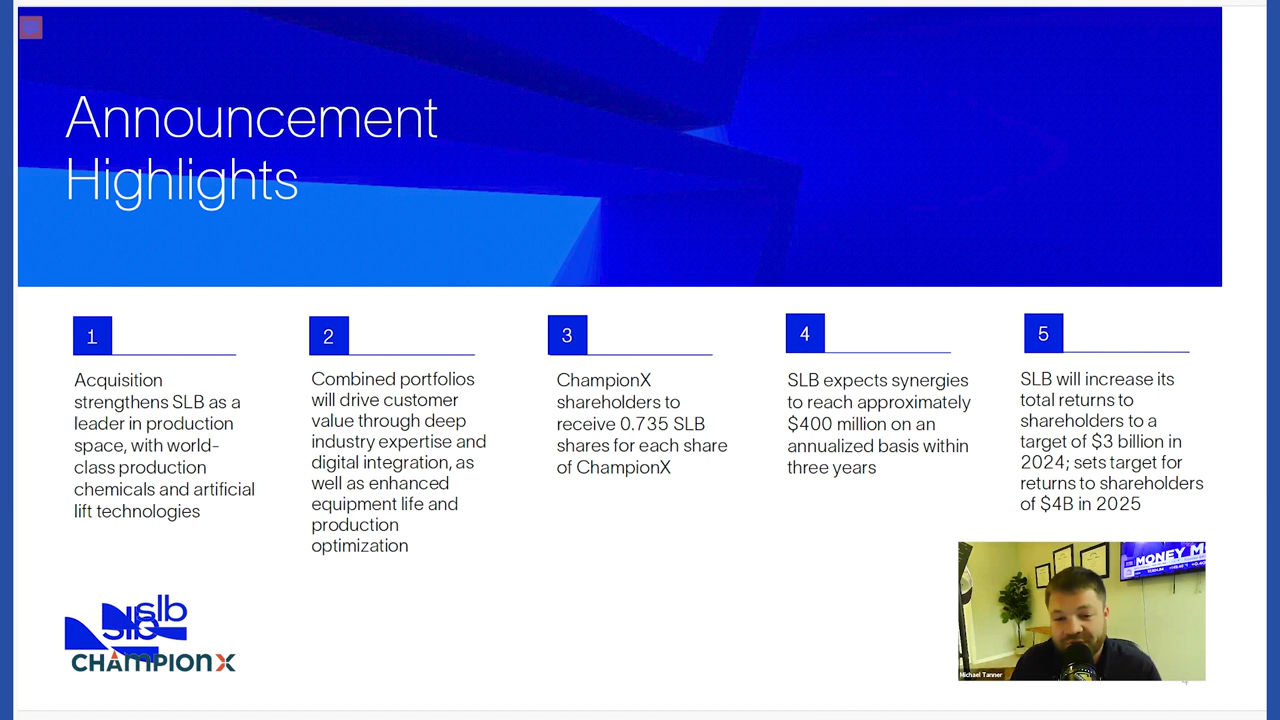 Announcement
Highlights
1
Acquisition
strengthens SLB as a
leader in production
space, with world-
class production
chemicals and artificial
lift technologies
2
Combined portfolios
will drive customer
value through deep
industry expertise and
digital integration, as
well as enhanced
equipment life and
production
optimization
3
ChampionX
shareholders to
receive 0.735 SLB
shares for each share
of ChampionX
4
SLB expects synergies
to reach approximately
$400 million on an
annualized basis within
three years
5
SLB will increase its
total returns to
shareholders to a
target of $3 billion in
2024; sets target for
returns to shareholders
of $4B in 2025
slb
slb
CHAMPIONX
MONEY M
Michael Tanner
4